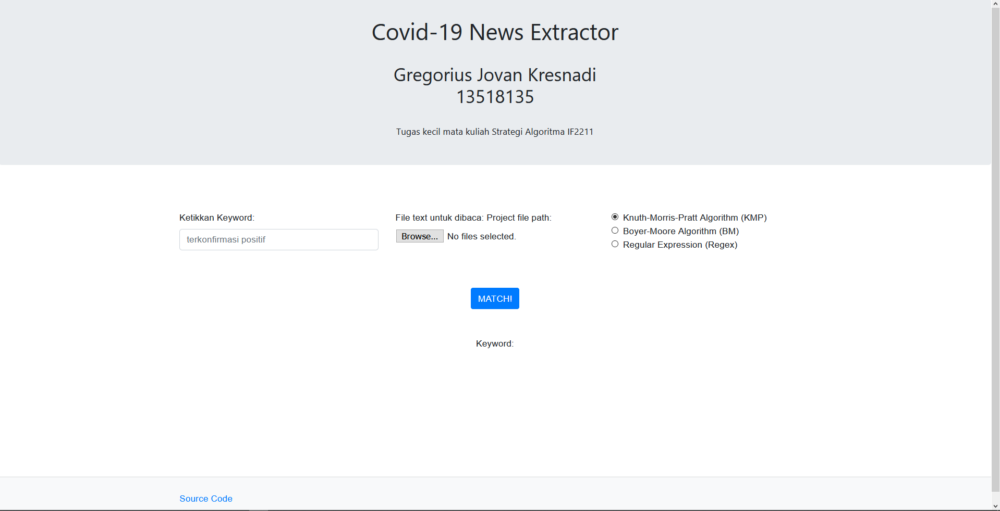 Covid-19 News Extractor
Gregorius Jovan Kresnadi
13518135
Tugas kecil mata kuliah Strategi Algoritma IF2211
Ketikkan Keyword:
terkonfirmasi positif
File text untuk dibaca: Project file path:
Browse... No files selected.
Knuth-Morris-Pratt Algorithm (KMP)
Boyer-Moore Algorithm (BM)
Regular Expression (Regex)
MATCH!
Keyword:
Source Code